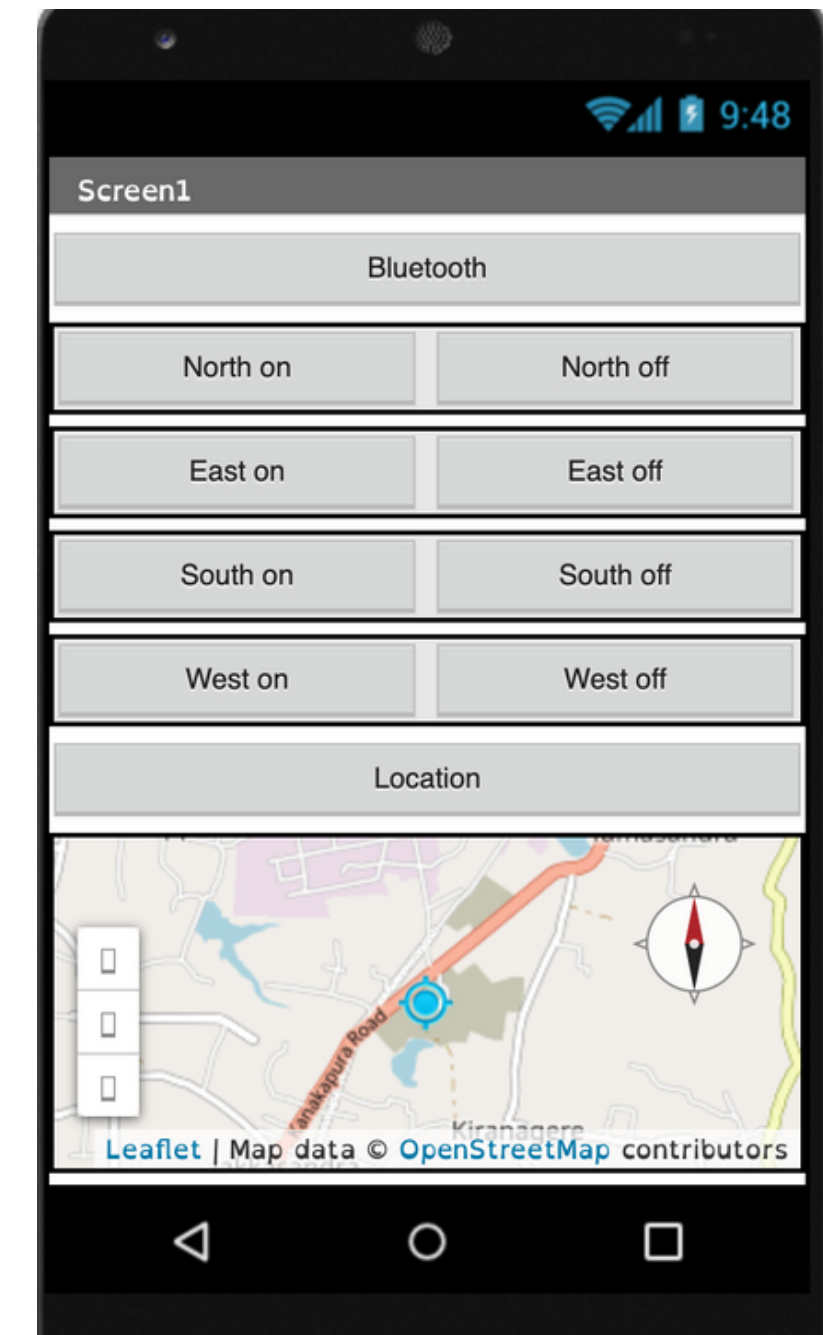 9:48
Screen1
Bluetooth
North on North off
East on East off
South on South off
West on West off
Location
Kanakapura Road
Kiranagere
Leaflet | Map data © OpenStreetMap contributors